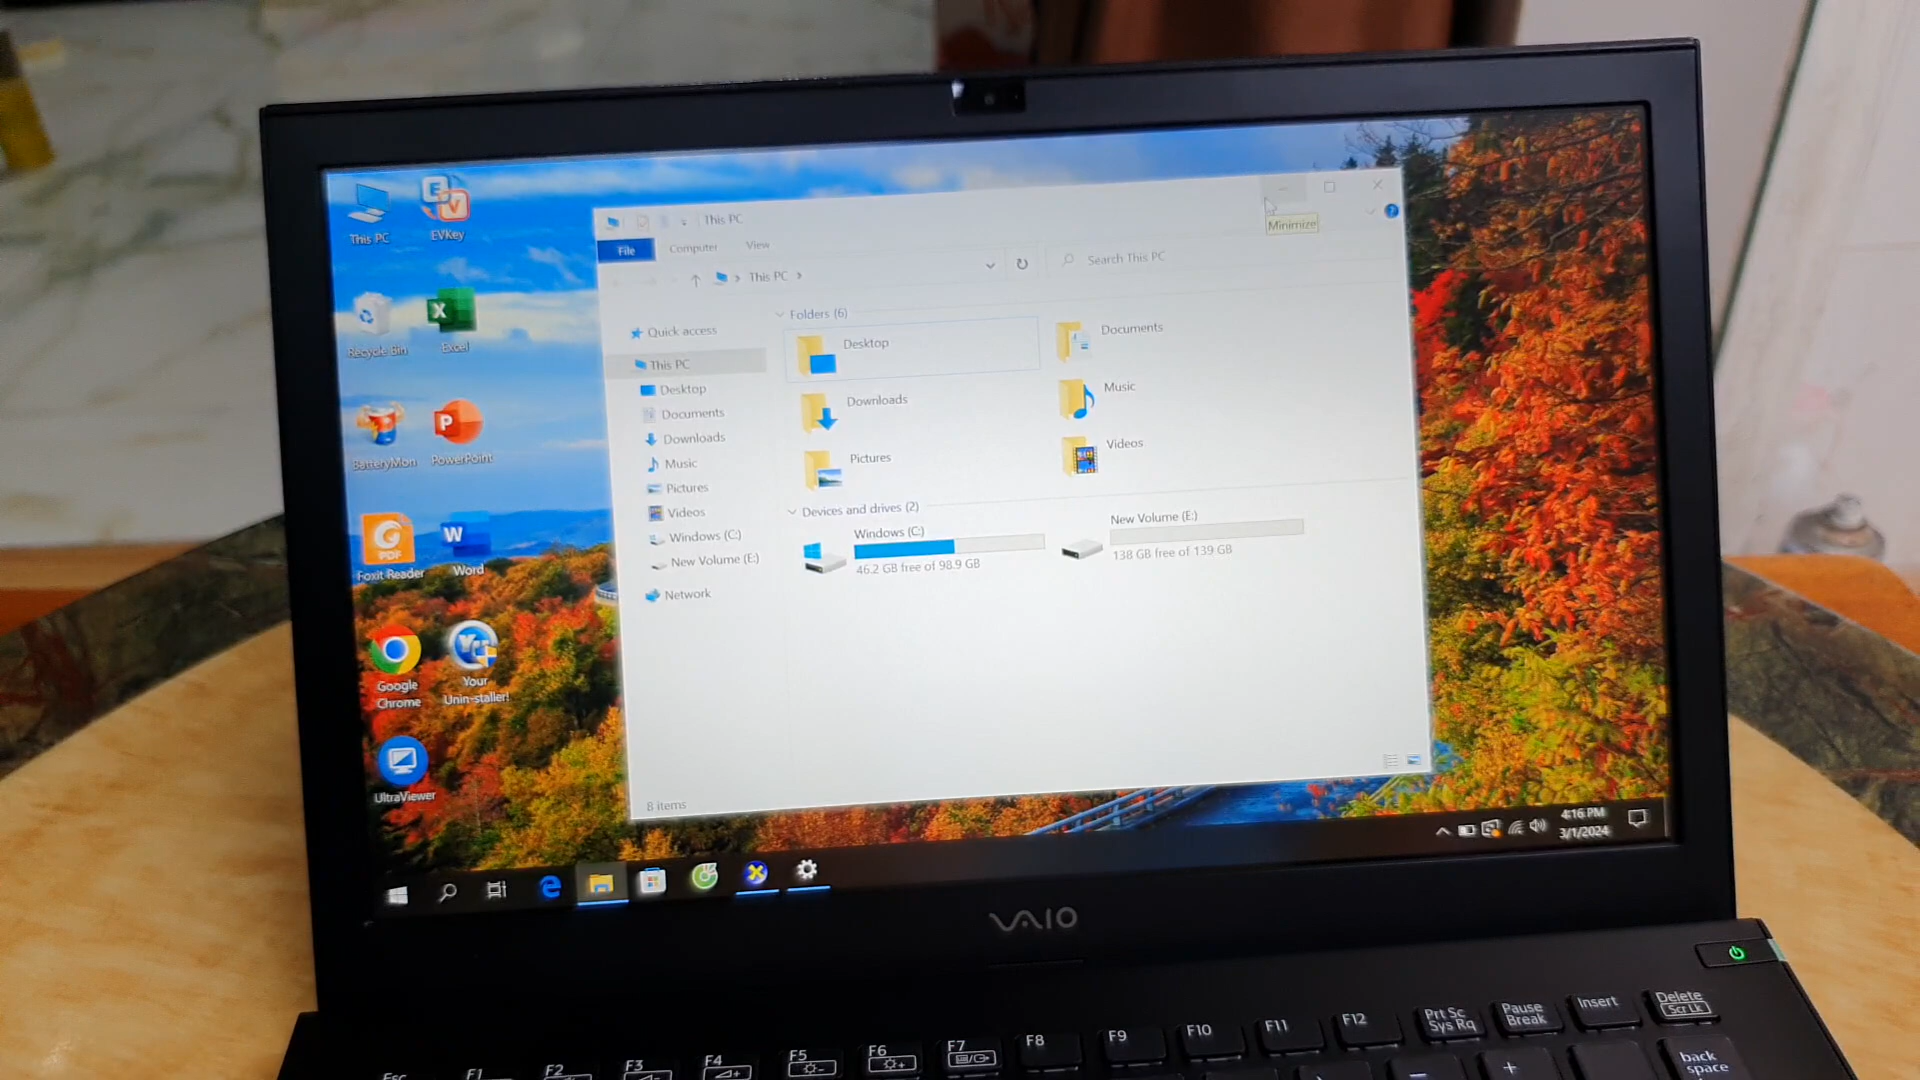 This PC
EVKey
Recycle Bin
Excel
BatteryMon
PowerPoint
Foxit Reader
Word
Google
Chrome
Your
Unin-staller!
UltraViewer
This PC
Minimize
File
Computer
View
This PC
Search This PC
Quick access
This PC
Desktop
Documents
Downloads
Music
Pictures
Videos
Windows (C:)
New Volume (E:)
Network
Folders (6)
Desktop
Documents
Downloads
Music
Pictures
Videos
Devices and drives (2)
Windows (C:)
46.2 GB free of 98.9 GB
New Volume (E:)
138 GB free of 139 GB
8 items
4:16 PM
3/1/2024
VAIO
Esc
F1
F2
F3
F4
F5
F6
F7
F8
F9
F10
F11
F12
Prt Sc
Sys Rq
Pause
Break
Insert
Delete
Scr Lk
back
space